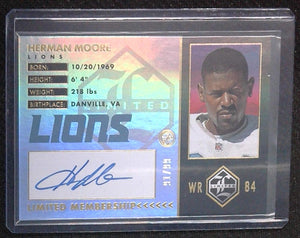 HERMAN MOORE
LIONS
BORN: 10/20/1969
HEIGHT: 6' 4"
WEIGHT: 218 lbs
BIRTHPLACE: DANVILLE, VA
LIMITED
LIONS
LIMITED MEMBERSHIP
WR 84